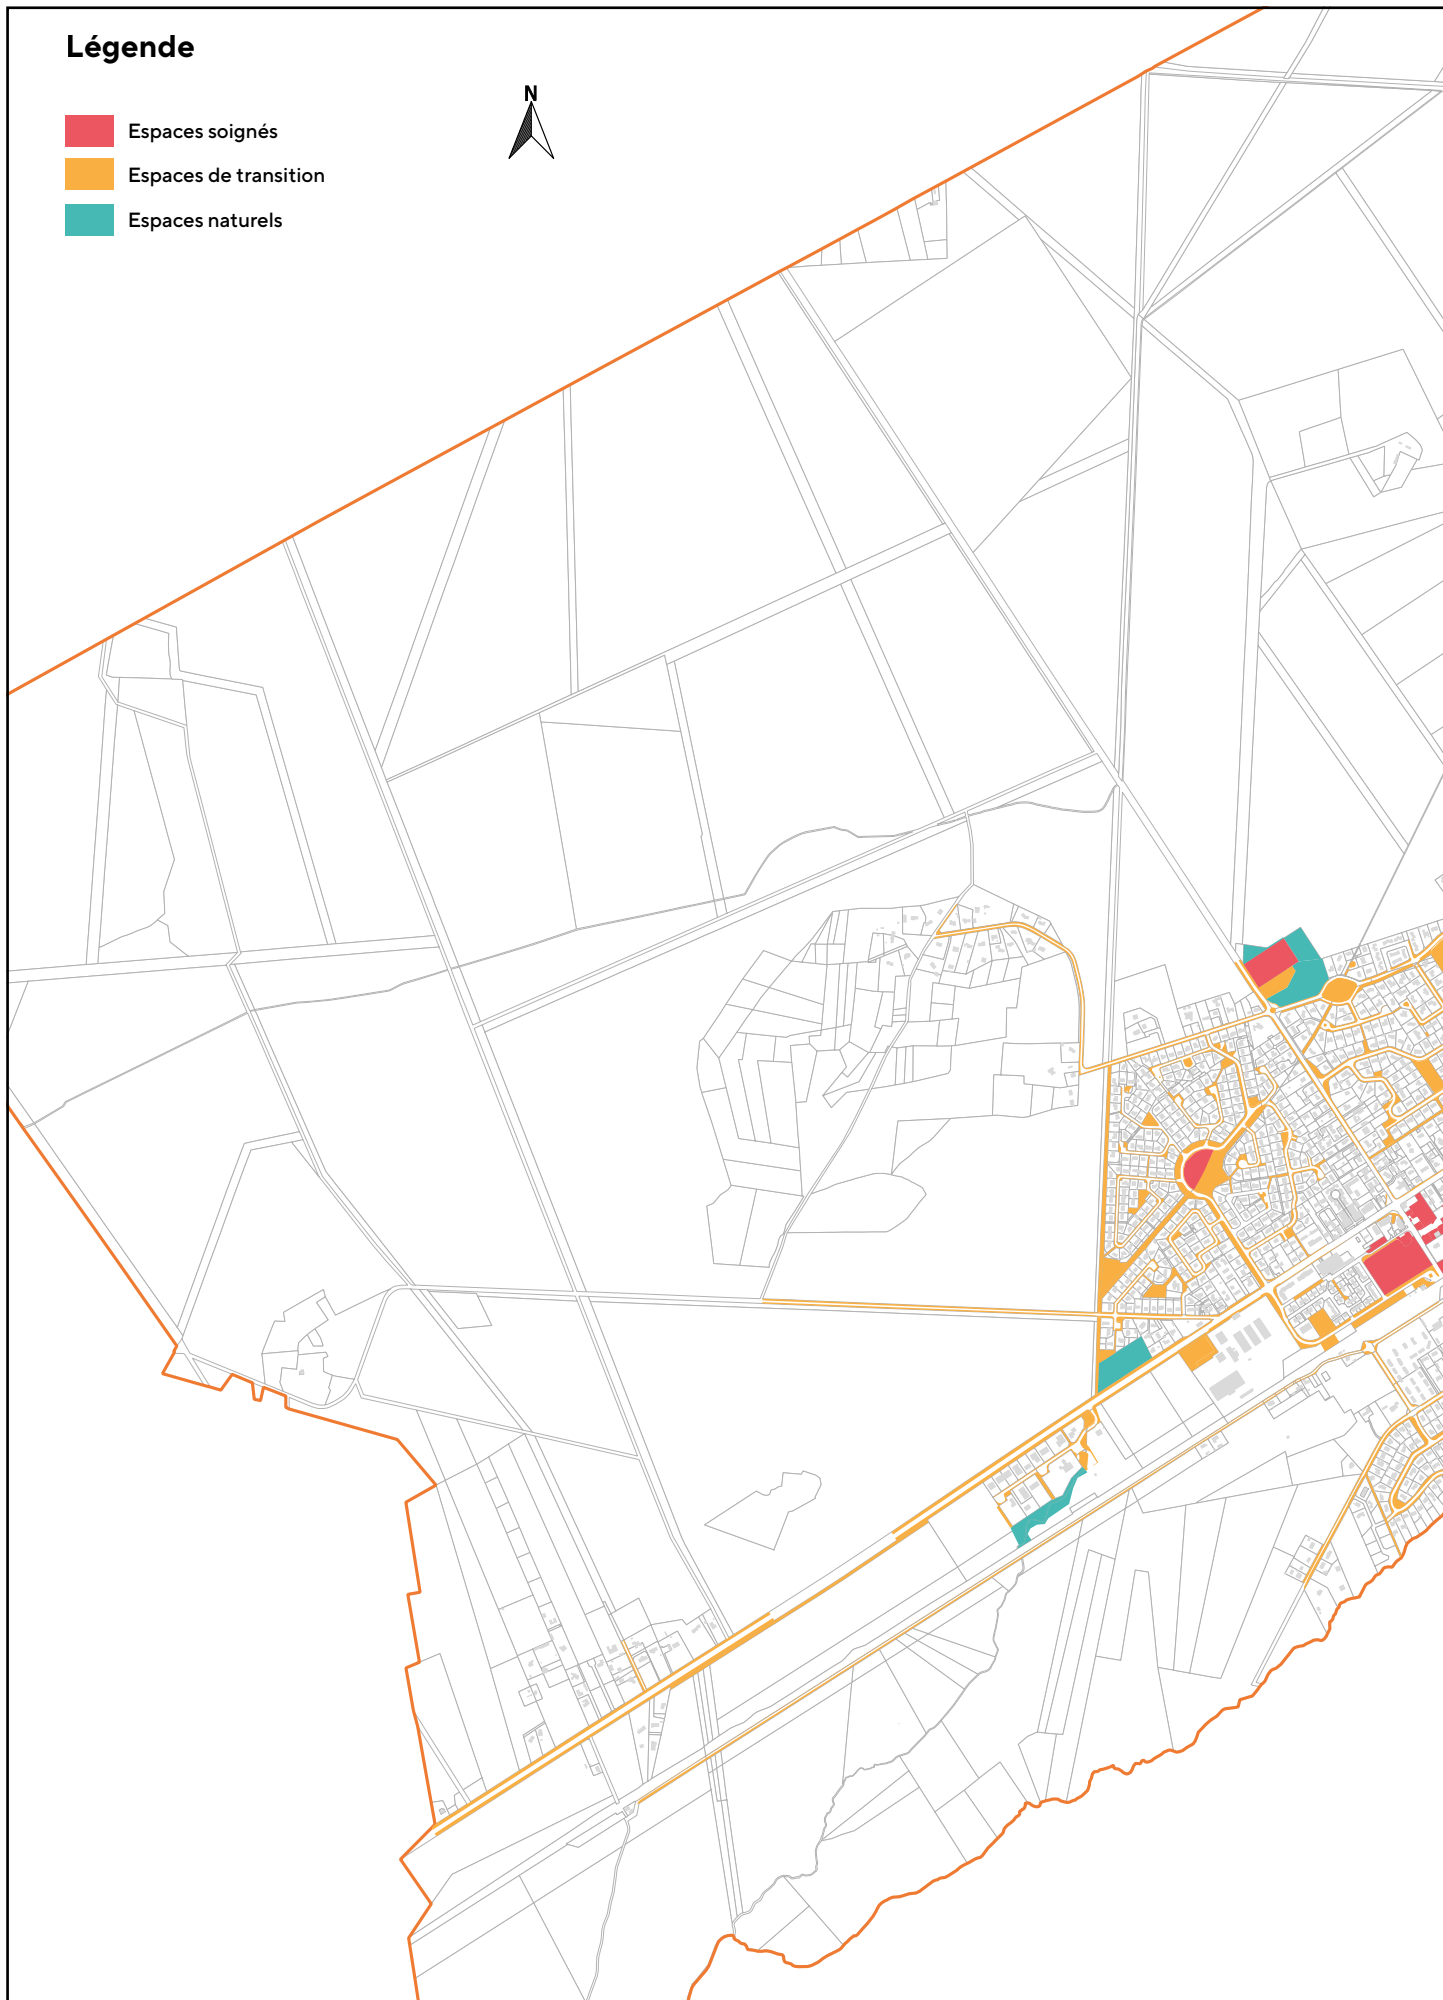 Légende
N
Espaces soignés
Espaces de transition
Espaces naturels